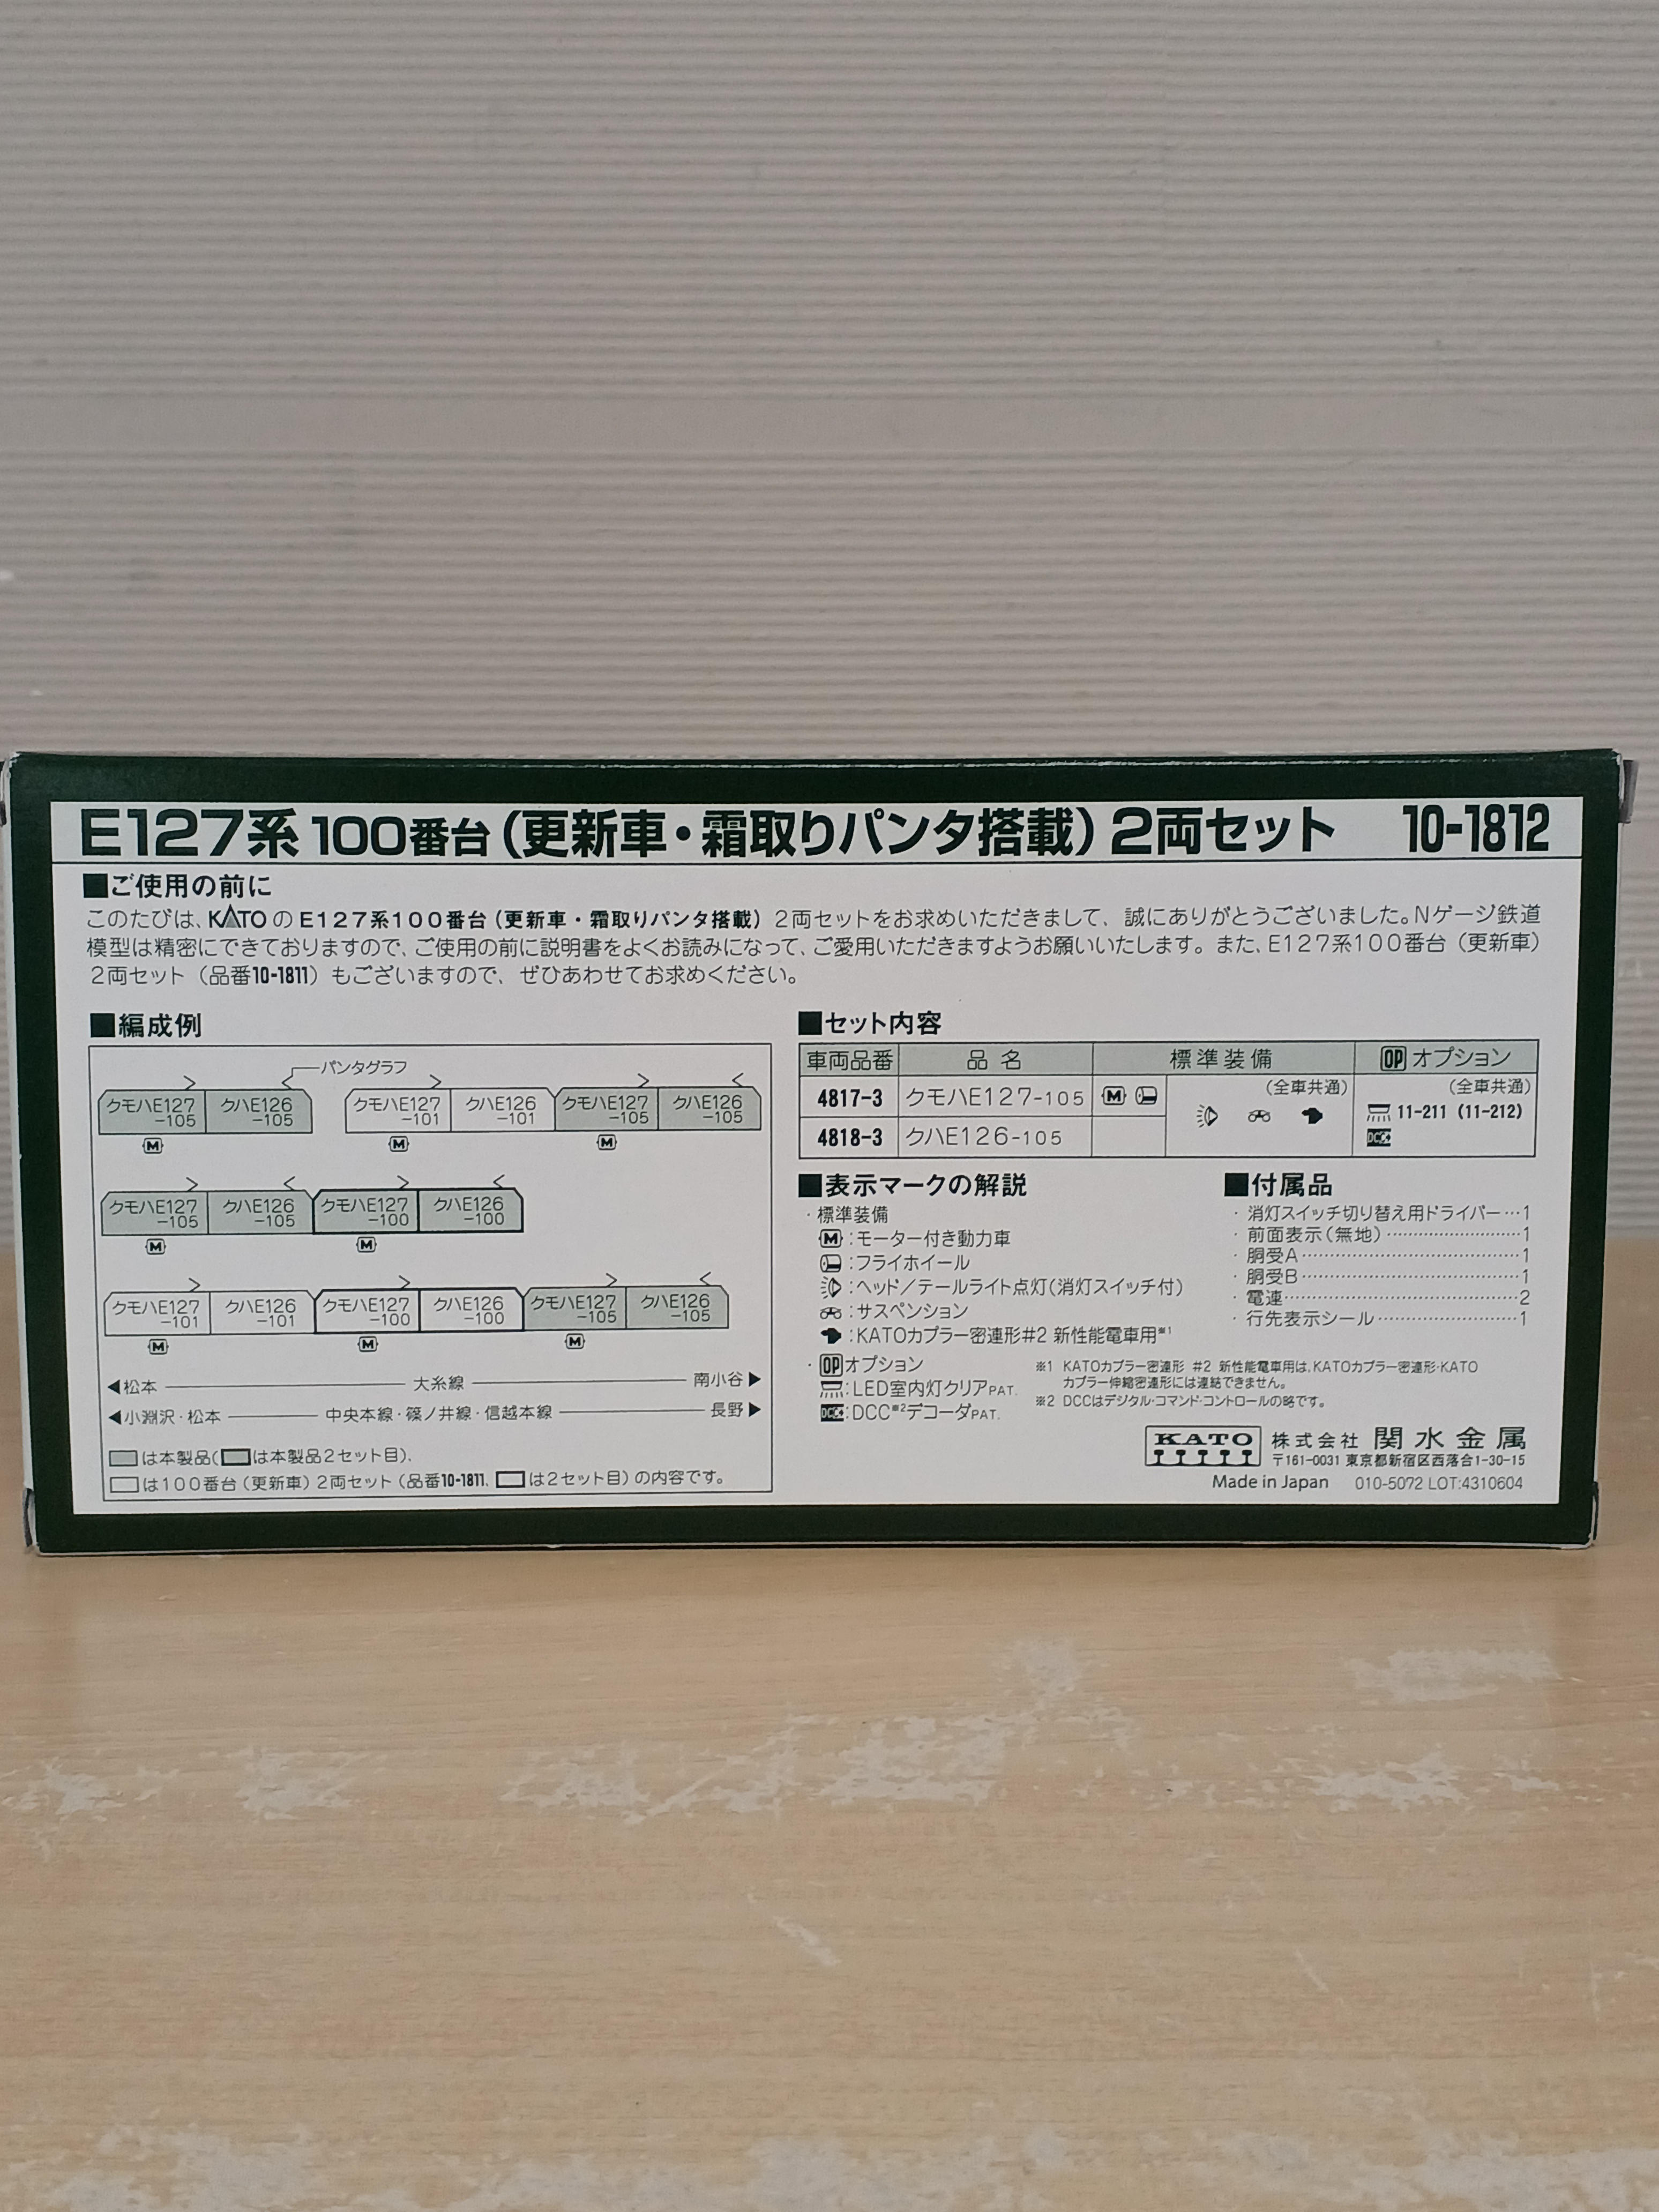 E127系 100番台(更新車・霜取りパンタ搭載) 2両セット 10-1812
■ご使用の前に
このたびは、KATOのE127系100番台(更新車・霜取りパンタ搭載)2両セットをお求めいただきまして、誠にありがとうございました。Nゲージ鉄道
模型は精密にできておりますので、ご使用の前に説明書をよくお読みになって、ご愛用いただきますようお願いいたします。また、E127系100番台(更新車)
2両セット(品番10-1811)もございますので、ぜひあわせてお求めください。
■編成例
パンタグラフ
クモハE127-105 クハE126-105 クモハE127-101 クハE126-101 クモハE127-105 クハE126-105
M M M
クモハE127-105 クハE126-105 クモハE127-100 クハE126-100
M M
クモハE127-101 クハE126-101 クモハE127-100 クハE126-100 クモハE127-105 クハE126-105
M M M
◀松本 大糸線 南小谷▶
◀小淵沢・松本 中央本線・篠ノ井線・信越本線 長野▶
は本製品(は本製品2セット目)、
は100番台(更新車)2両セット(品番10-1811、は2セット目)の内容です。
■セット内容
車両品番 品名 標準装備 OPオプション
4817-3 クモハE127-105 M (全車共通) (全車共通)
11-211(11-212)
4818-3 クハE126-105 DCC
■表示マークの解説
・標準装備
M:モーター付き動力車
:フライホイール
:ヘッド/テールライト点灯(消灯スイッチ付)
:サスペンション
:KATOカプラー密連形#2 新性能電車用※1
・OPオプション
:LED室内灯クリアPAT.
DCC:DCC※2デコーダPAT.
■付属品
・消灯スイッチ切り替え用ドライバー…1
・前面表示(無地)…1
・胴受A…1
・胴受B…1
・電連…2
・行先表示シール…1
※1 KATOカプラー密連形 #2 新性能電車用は、KATOカプラー密連形・KATO
カプラー伸縮密連形には連結できません。
※2 DCCはデジタル・コマンド・コントロールの略です。
KATO 株式会社 関水金属
〒161-0031 東京都新宿区西落合1-30-15
Made in Japan 010-5072 LOT:4310604